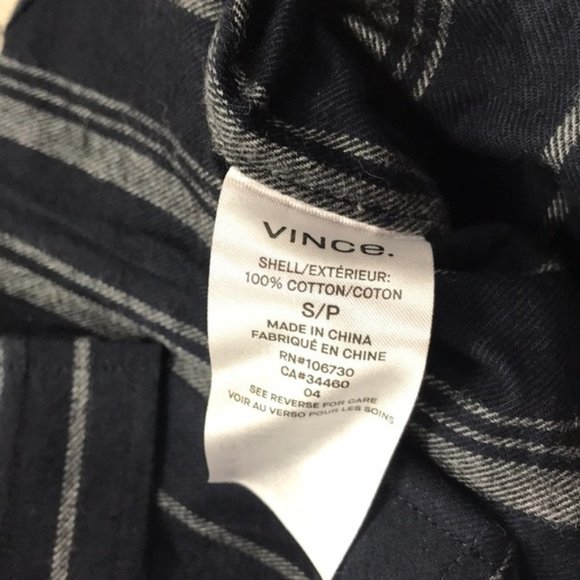 VINCe.
SHELL/EXTÉRIEUR:
100% COTTON/COTON
S/P
MADE IN CHINA
FABRIQUÉ EN CHINE
RN#106730
CA#34460
04
SEE REVERSE FOR CARE
VOIR AU VERSO POUR LES SOINS